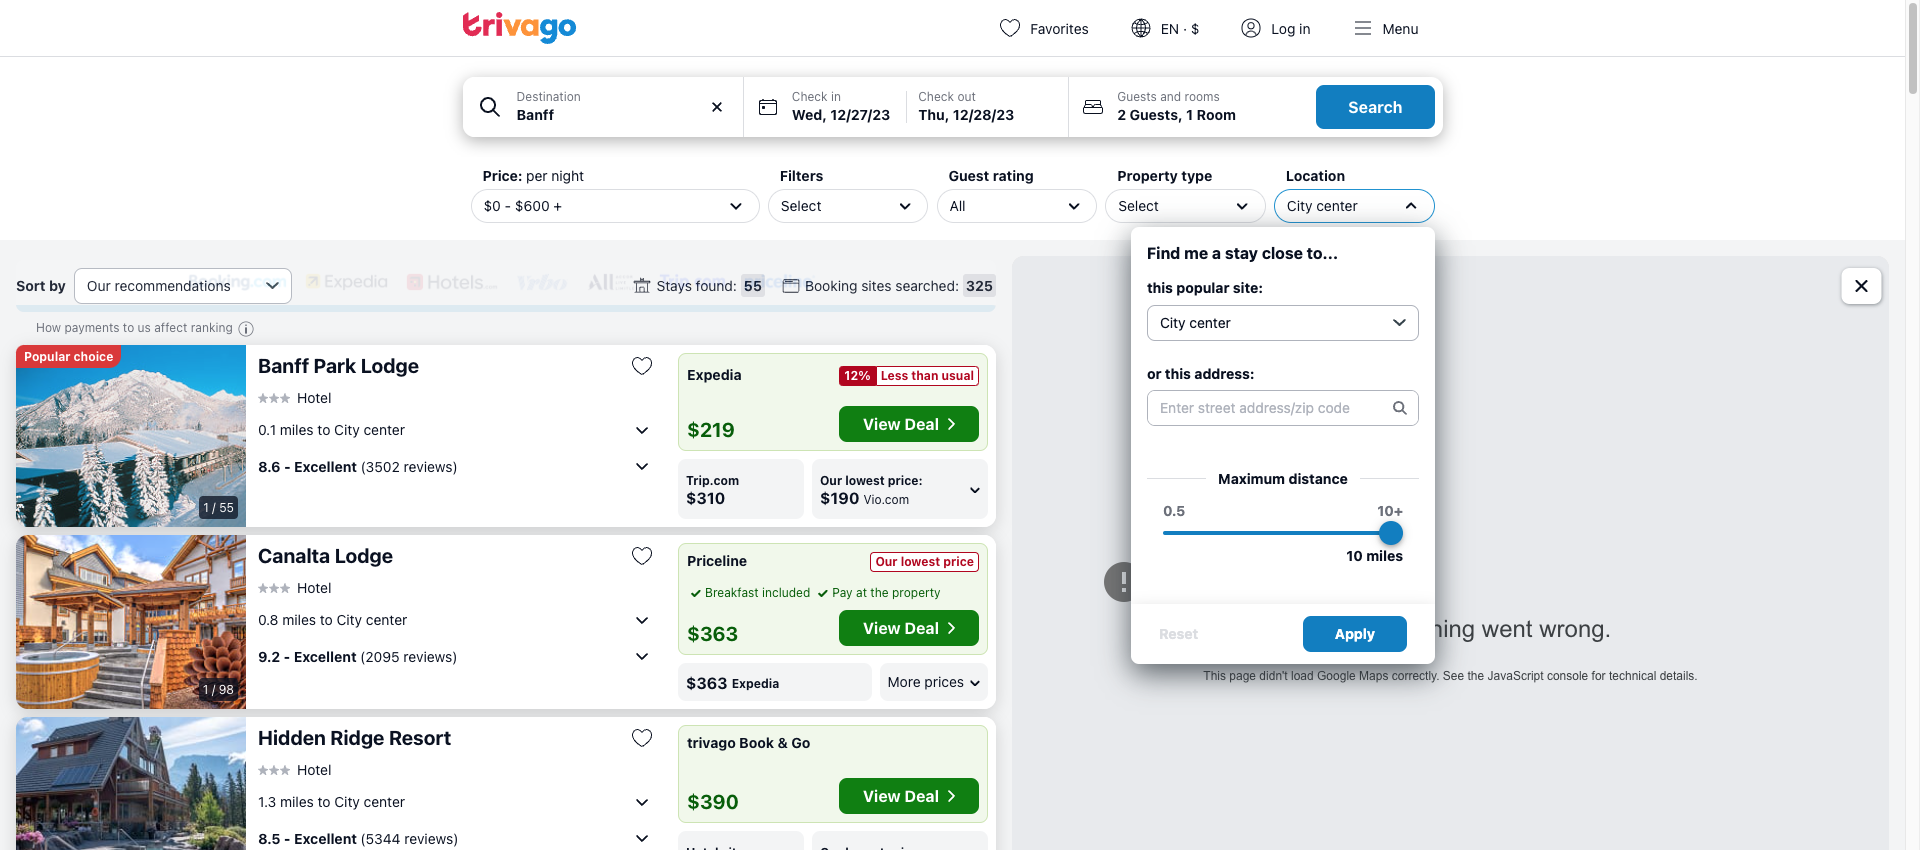 trivago
Favorites
EN · $
Log in
Menu
Destination
Banff
Check in
Wed, 12/27/23
Check out
Thu, 12/28/23
Guests and rooms
2 Guests, 1 Room
Search
Price: per night
$0 - $600 +
Filters
Select
Guest rating
All
Property type
Select
Location
City center
Sort by
Our recommendations
Booking.com
Expedia
Hotels...
Vrbo
All
Trip.com
Stays found: 55
Booking sites searched: 325
How payments to us affect ranking
Popular choice
1 / 55
Banff Park Lodge
Hotel
0.1 miles to City center
8.6 - Excellent (3502 reviews)
Expedia
12% Less than usual
$219
View Deal
Trip.com
$310
Our lowest price:
$190 Vio.com
1 / 98
Canalta Lodge
Hotel
0.8 miles to City center
9.2 - Excellent (2095 reviews)
Priceline
Our lowest price
Breakfast included
Pay at the property
$363
View Deal
$363 Expedia
More prices
Hidden Ridge Resort
Hotel
1.3 miles to City center
8.5 - Excellent (5344 reviews)
trivago Book & Go
$390
View Deal
Find me a stay close to...
this popular site:
City center
or this address:
Enter street address/zip code
Maximum distance
0.5
10+
10 miles
Reset
Apply
went wrong.
This page didn't load Google Maps correctly. See the JavaScript console for technical details.